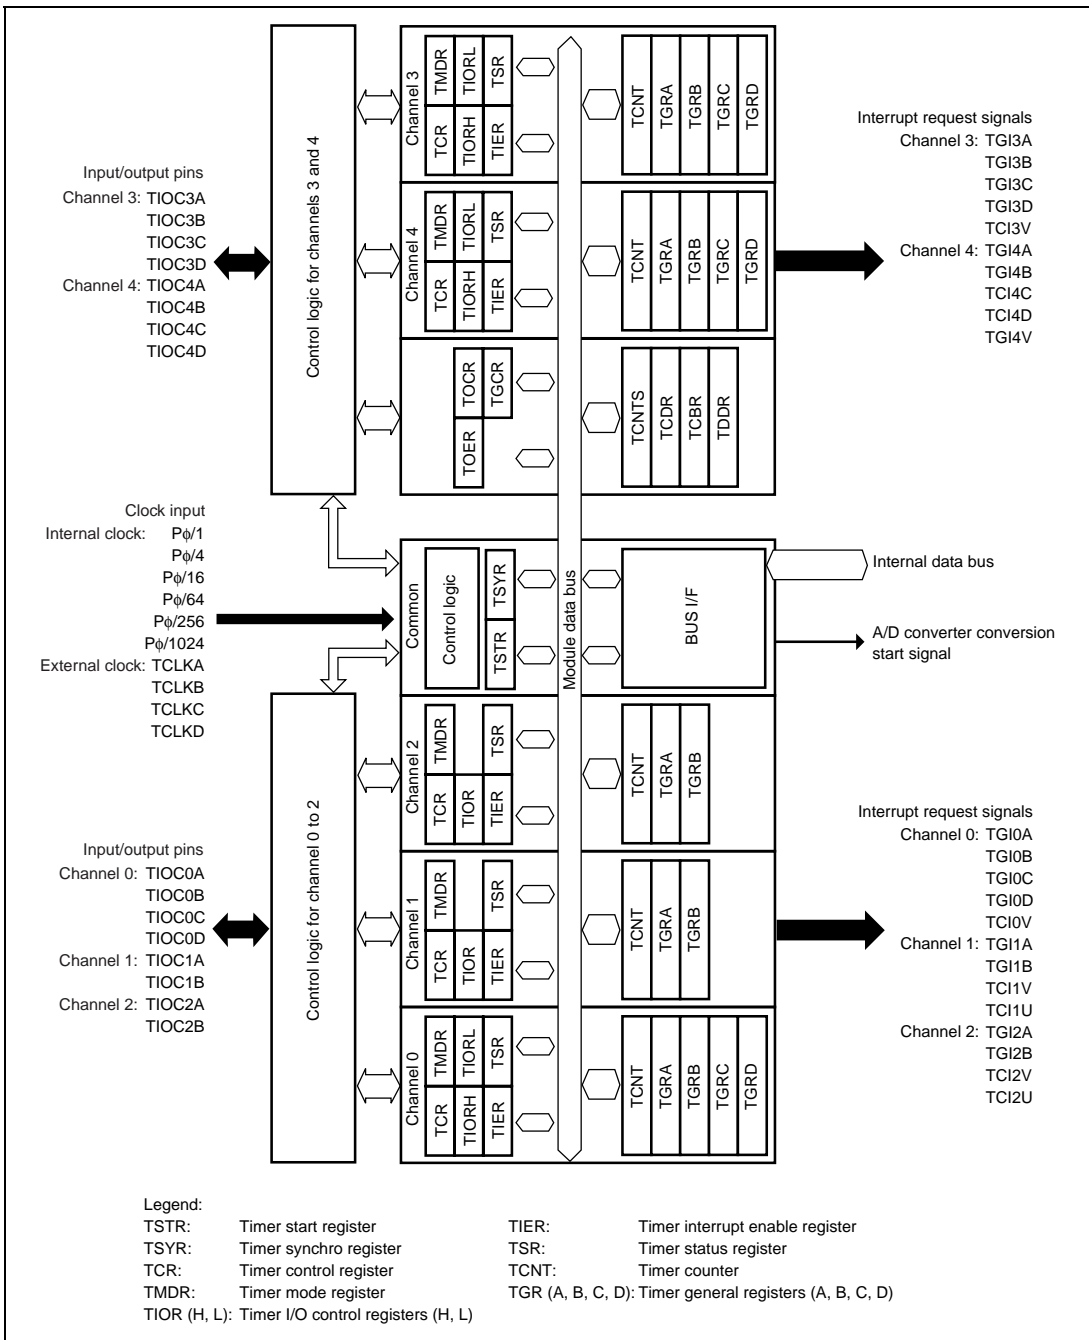 Input/output pins
Channel 3: TIOC3A
TIOC3B
TIOC3C
TIOC3D
Channel 4: TIOC4A
TIOC4B
TIOC4C
TIOC4D
Clock input
Internal clock: Pϕ/1
Pϕ/4
Pϕ/16
Pϕ/64
Pϕ/256
Pϕ/1024
External clock: TCLKA
TCLKB
TCLKC
TCLKD
Input/output pins
Channel 0: TIOC0A
TIOC0B
TIOC0C
TIOC0D
Channel 1: TIOC1A
TIOC1B
Channel 2: TIOC2A
TIOC2B
Control logic for channels 3 and 4
Control logic for channel 0 to 2
Channel 3
TMDR
TIORL
TSR
TCR
TIORH
TIER
TCNT
TGRA
TGRB
TGRC
TGRD
Channel 4
TMDR
TIORL
TSR
TCR
TIORH
TIER
TCNT
TGRA
TGRB
TGRC
TGRD
TOCR
TGCR
TOER
TCNTS
TCDR
TCBR
TDDR
Common
Control logic
TSYR
TSTR
Module data bus
BUS I/F
Channel 2
TMDR
TSR
TCR
TIOR
TIER
TCNT
TGRA
TGRB
Channel 1
TMDR
TSR
TCR
TIOR
TIER
TCNT
TGRA
TGRB
Channel 0
TMDR
TIORL
TSR
TCR
TIORH
TIER
TCNT
TGRA
TGRB
TGRC
TGRD
Interrupt request signals
Channel 3: TGI3A
TGI3B
TGI3C
TGI3D
TCI3V
Channel 4: TGI4A
TGI4B
TCI4C
TCI4D
TGI4V
Internal data bus
A/D converter conversion
start signal
Interrupt request signals
Channel 0: TGI0A
TGI0B
TGI0C
TGI0D
TCI0V
Channel 1: TGI1A
TGI1B
TCI1V
TCI1U
Channel 2: TGI2A
TGI2B
TCI2V
TCI2U
Legend:
TSTR: Timer start register
TSYR: Timer synchro register
TCR: Timer control register
TMDR: Timer mode register
TIOR (H, L): Timer I/O control registers (H, L)
TIER: Timer interrupt enable register
TSR: Timer status register
TCNT: Timer counter
TGR (A, B, C, D): Timer general registers (A, B, C, D)